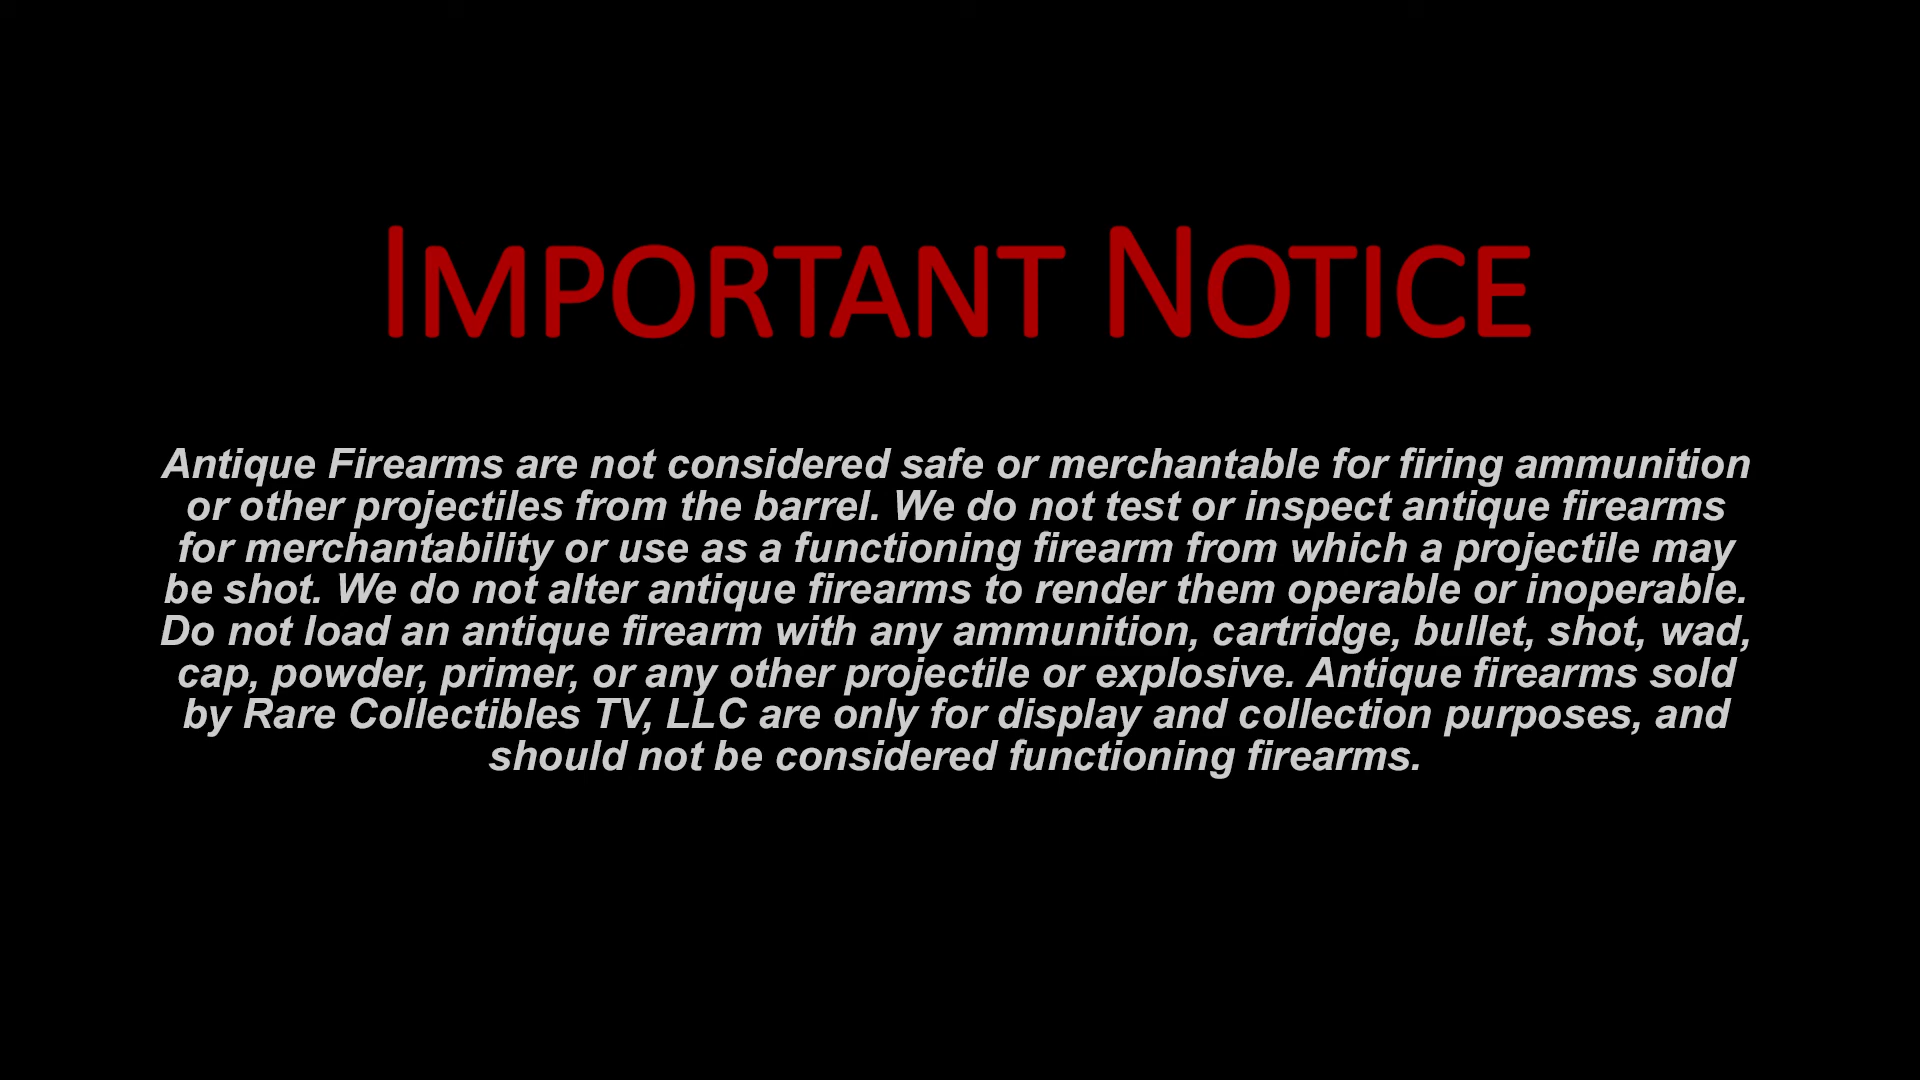 IMPORTANT NOTICE
Antique Firearms are not considered safe or merchantable for firing ammunition
or other projectiles from the barrel. We do not test or inspect antique firearms
for merchantability or use as a functioning firearm from which a projectile may
be shot. We do not alter antique firearms to render them operable or inoperable.
Do not load an antique firearm with any ammunition, cartridge, bullet, shot, wad,
cap, powder, primer, or any other projectile or explosive. Antique firearms sold
by Rare Collectibles TV, LLC are only for display and collection purposes, and
should not be considered functioning firearms.